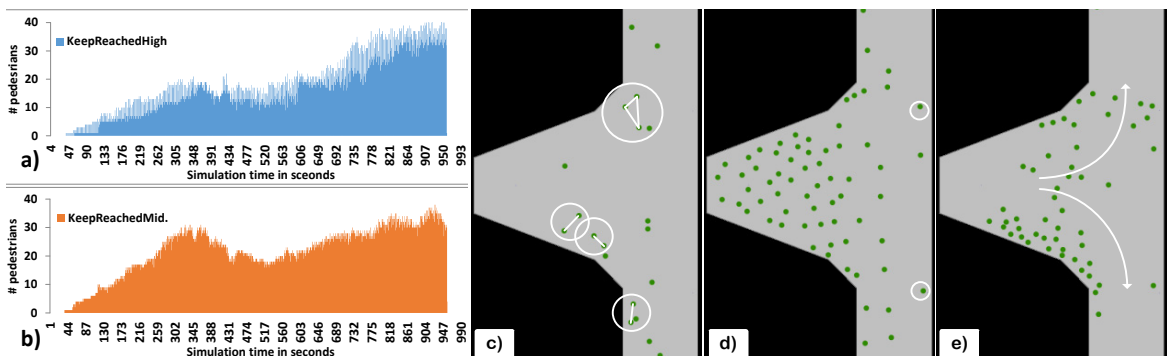 40
30
20
10
0
# pedestrians
KeepReachedHigh
4 47 90 133 176 219 262 305 348 391 434 477 520 563 606 649 692 735 778 821 864 907 950 993
Simulation time in sceonds
a)
40
30
20
10
0
# pedestrians
KeepReachedMid.
1 44 87 130 173 216 259 302 345 388 431 474 517 560 603 646 689 732 775 818 861 904 947 990
Simulation time in seconds
b)
c)
d)
e)